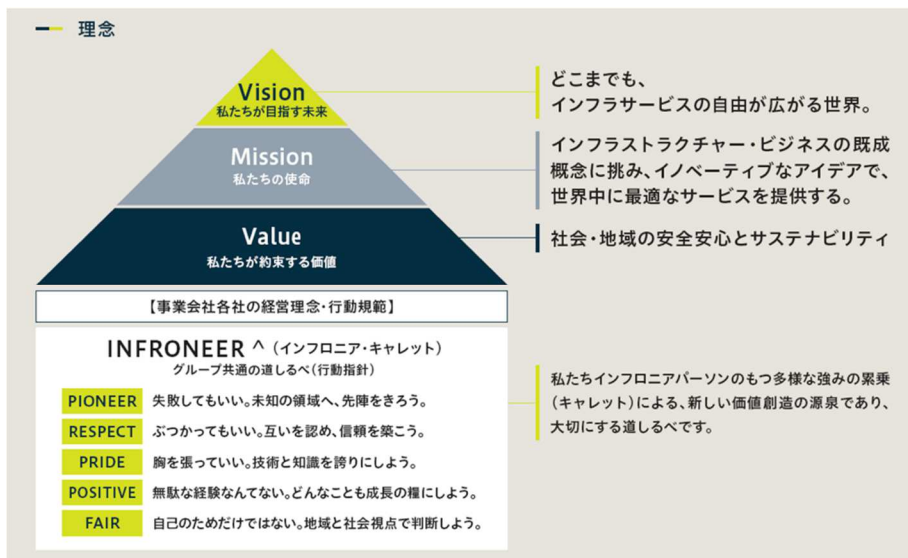 理念
Vision
私たちが目指す未来
どこまでも、
インフラサービスの自由が広がる世界。
Mission
私たちの使命
インフラストラクチャー・ビジネスの既成
概念に挑み、イノベーティブなアイデアで、
世界中に最適なサービスを提供する。
Value
私たちが約束する価値
社会・地域の安全安心とサステナビリティ
【事業会社各社の経営理念・行動規範】
INFRONEER ^ （インフロニア・キャレット）
グループ共通の道しるべ（行動指針）
PIONEER 失敗してもいい。未知の領域へ、先陣をきろう。
RESPECT ぶつかってもいい。互いを認め、信頼を築こう。
PRIDE 胸を張っていい。技術と知識を誇りにしよう。
POSITIVE 無駄な経験なんてない。どんなことも成長の糧にしよう。
FAIR 自己のためだけではない。地域と社会視点で判断しよう。
私たちインフロニアパーソンのもつ多様な強みの累乗
（キャレット）による、新しい価値創造の源泉であり、
大切にする道しるべです。